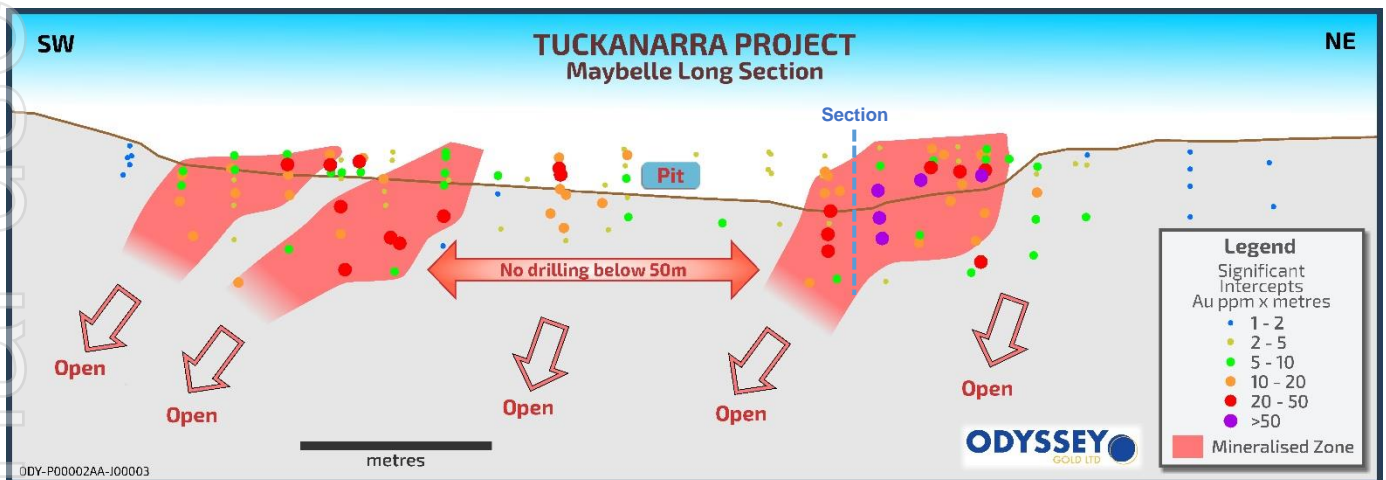 SW
TUCKANARRA PROJECT
NE
Maybelle Long Section
Section
Pit
No drilling below 50m
Open
Open
Open
Open
Open
metres
Legend
Significant
Intercepts
Au ppm x metres
1 - 2
2 - 5
5 - 10
10 - 20
20 - 50
>50
Mineralised Zone
ODYSSEY
GOLD LTD
ODY-P00002AA-J00003